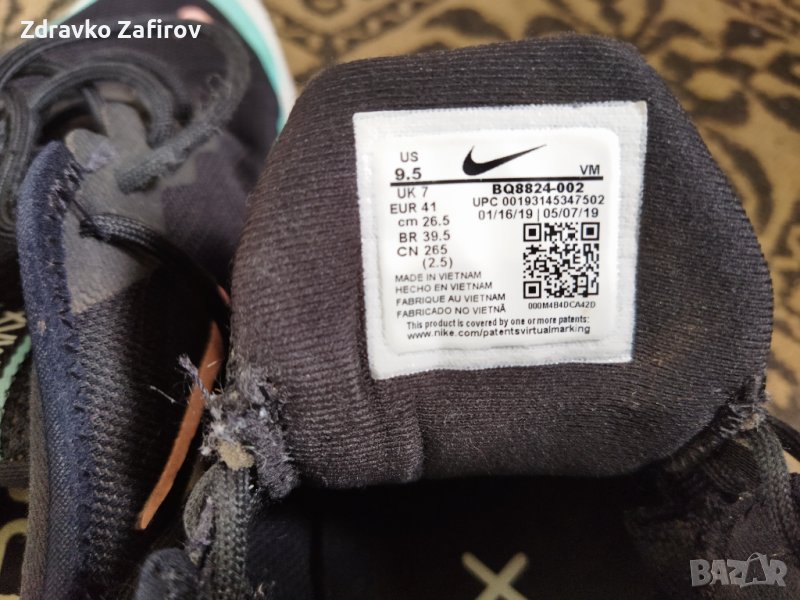 Zdravko Zafirov
US
9.5
VM
UK 7
BQ8824-002
EUR 41
UPC 00193145347502
cm 26.5
01/16/19 | 05/07/19
BR 39.5
CN 265
(2.5)
MADE IN VIETNAM
HECHO EN VIETNAM
FABRIQUE AU VIETNAM
FABRICADO NO VIETNÃ
000M4B4DCA42D
This product is covered by one or more patents:
www.nike.com/patentsvirtualmarking
BAZAR